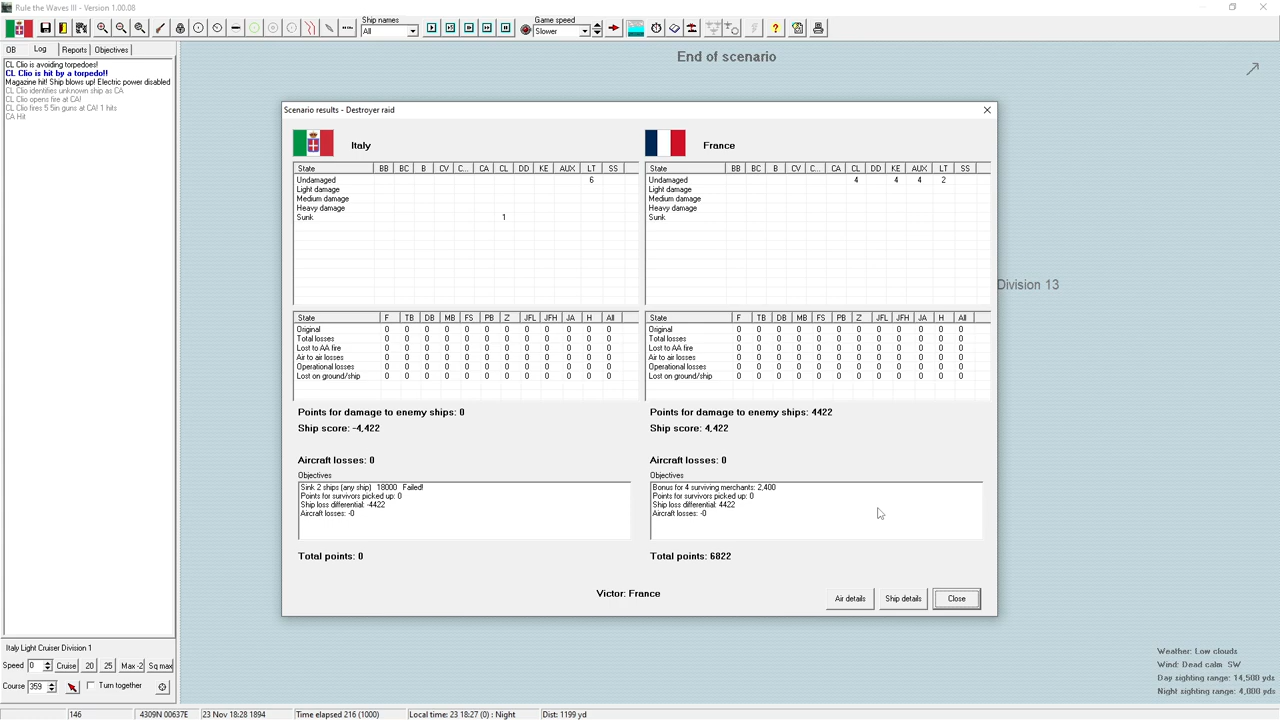 Rule the Waves III - Version 1.00.08
Ship names
All
Game speed
Slower
OB Log Reports Objectives
End of scenario
CL Clio is avoiding torpedoes!
CL Clio is hit by a torpedo!!
Magazine hit! Ship blows up! Electric power disabled
CL Clio identifies unknown ship as CA
CL Clio opens fire at CA!
CL Clio fires 5 5in guns at CA! 1 hits
CA Hit
Scenario results - Destroyer raid
Italy
State BB BC B CV C... CA CL DD KE AUX LT SS
Undamaged 6
Light damage
Medium damage
Heavy damage
Sunk 1
State F TB DB MB FS PB Z JFL JFH JA H All
Original 0 0 0 0 0 0 0 0 0 0 0 0
Total losses 0 0 0 0 0 0 0 0 0 0 0 0
Lost to AA fire 0 0 0 0 0 0 0 0 0 0 0 0
Air to air losses 0 0 0 0 0 0 0 0 0 0 0 0
Operational losses 0 0 0 0 0 0 0 0 0 0 0 0
Lost on ground/ship 0 0 0 0 0 0 0 0 0 0 0 0
Points for damage to enemy ships: 0
Ship score: -4,422
Aircraft losses: 0
Objectives
Sink 2 ships (any ship) 18000 Failed!
Points for survivors picked up: 0
Ship loss differential: -4422
Aircraft losses: -0
Total points: 0
France
State BB BC B CV C... CA CL DD KE AUX LT SS
Undamaged 4 4 4 2
Light damage
Medium damage
Heavy damage
Sunk
State F TB DB MB FS PB Z JFL JFH JA H All
Original 0 0 0 0 0 0 0 0 0 0 0 0
Total losses 0 0 0 0 0 0 0 0 0 0 0 0
Lost to AA fire 0 0 0 0 0 0 0 0 0 0 0 0
Air to air losses 0 0 0 0 0 0 0 0 0 0 0 0
Operational losses 0 0 0 0 0 0 0 0 0 0 0 0
Lost on ground/ship 0 0 0 0 0 0 0 0 0 0 0 0
Points for damage to enemy ships: 4422
Ship score: 4,422
Aircraft losses: 0
Objectives
Bonus for 4 surviving merchants: 2,400
Points for survivors picked up: 0
Ship loss differential: 4422
Aircraft losses: -0
Total points: 6822
Victor: France
Air details Ship details Close
Division 13
Italy Light Cruiser Division 1
Speed 0 Cruise 20 25 Max -2 Sq max
Course 359 Turn together
Weather: Low clouds
Wind: Dead calm SW
Day sighting range: 14,500 yds
Night sighting range: 4,000 yds
146 4309N 00637E 23 Nov 18:28 1894 Time elapsed 216 (1000) Local time: 23 18:27 (0) : Night Dist: 1199 yd